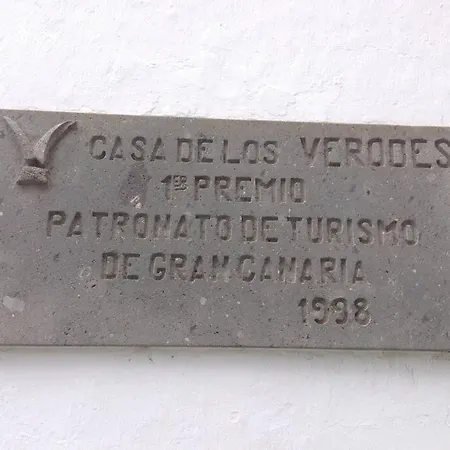 CASA DE LOS VERODES
1ER PREMIO
PATRONATO DE TURISMO
DE GRAN CANARIA
1998